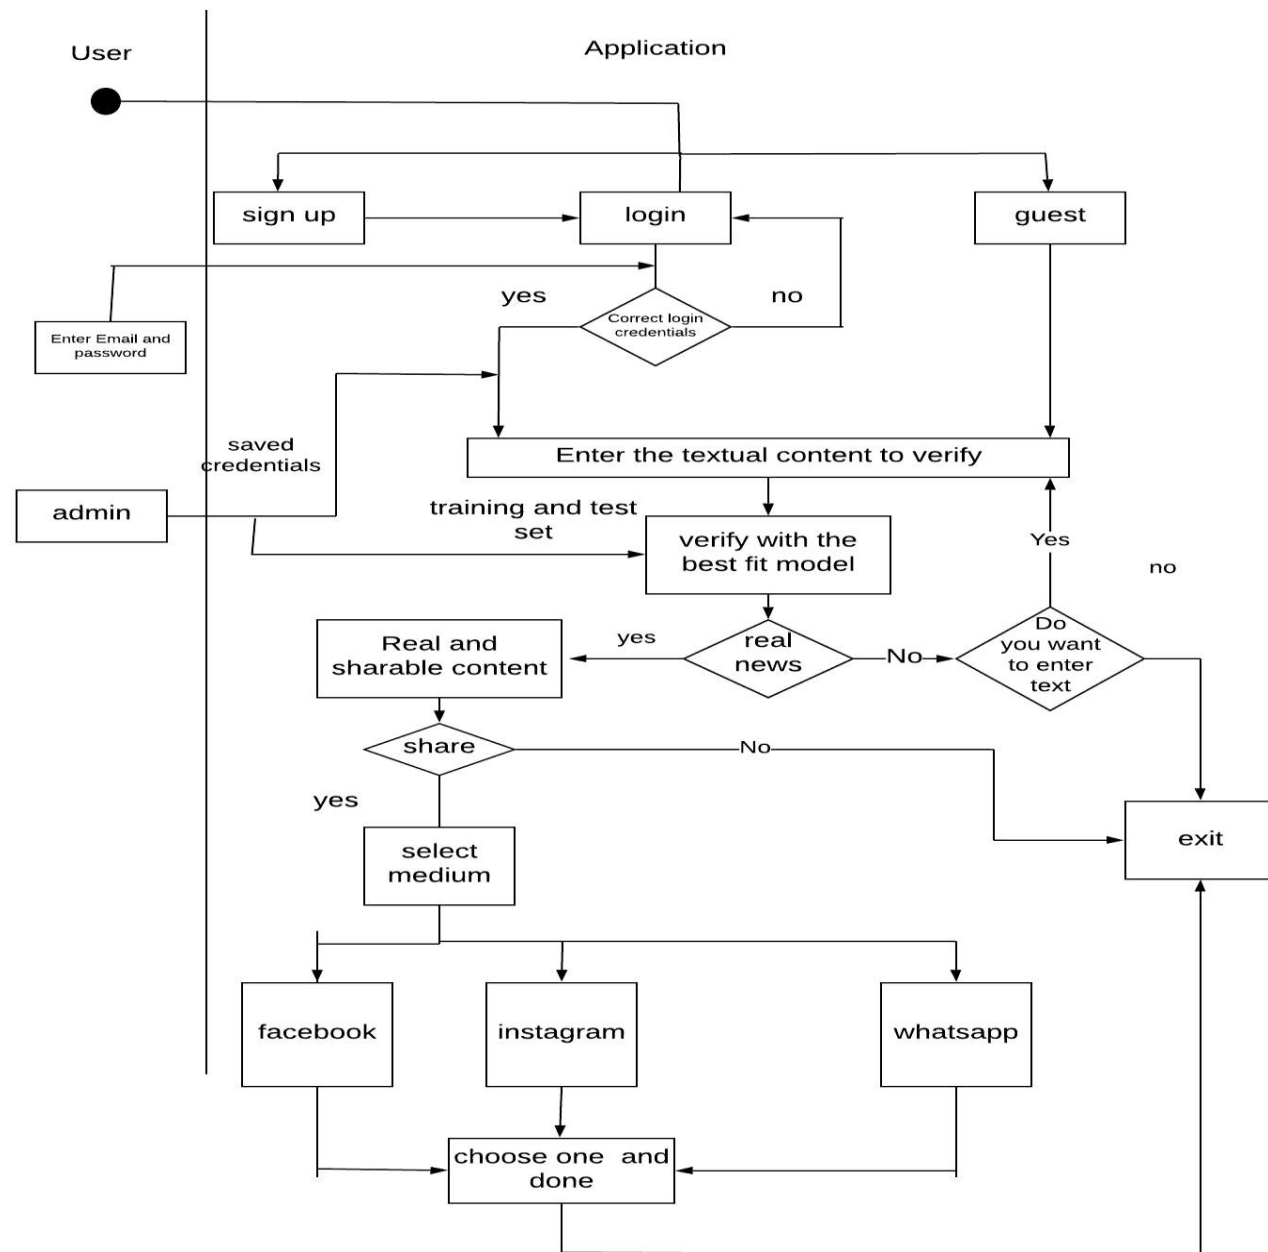 User
Application
sign up
login
guest
yes
no
Correct login
credentials
Enter Email and
password
saved
credentials
Enter the textual content to verify
admin
training and test
set
verify with the
best fit model
Yes
no
Real and
sharable content
yes
real
news
No
Do
you want
to enter
text
share
No
yes
select
medium
exit
facebook
instagram
whatsapp
choose one  and
done